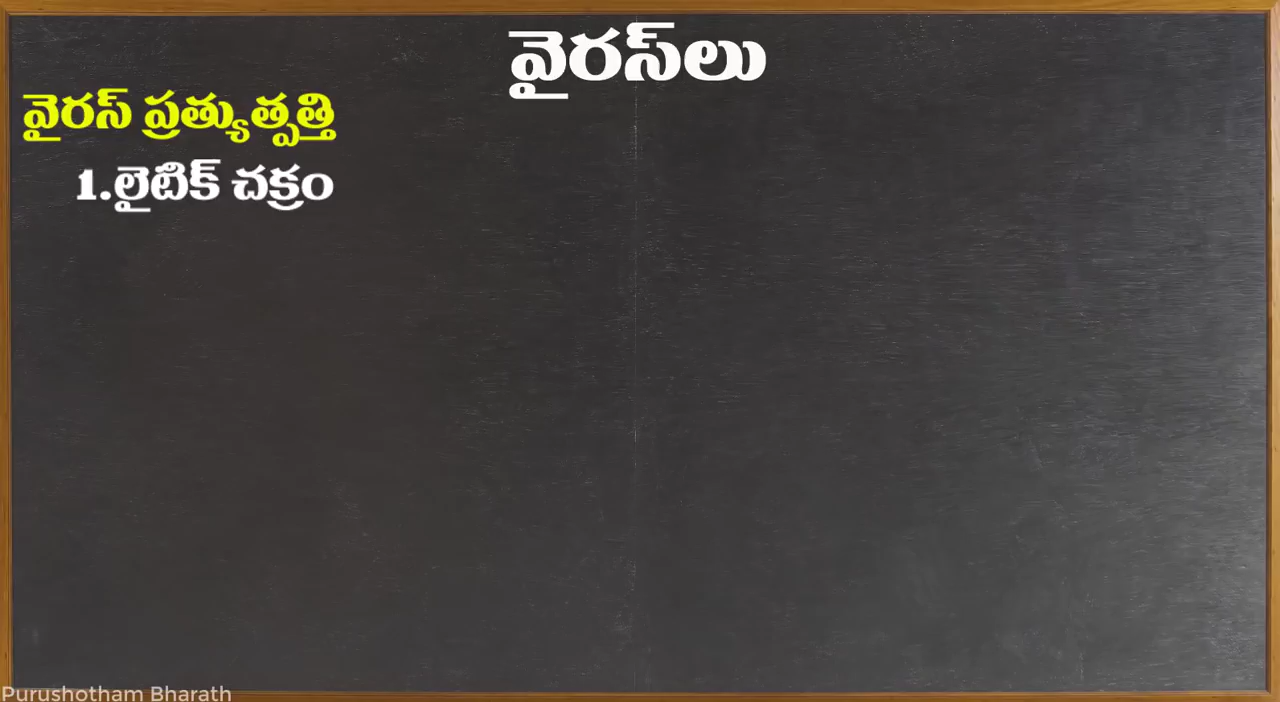 వైరస్‌లు
వైరస్ ప్రత్యుత్పత్తి
1.లైటిక్ చక్రం
Purushotham Bharath